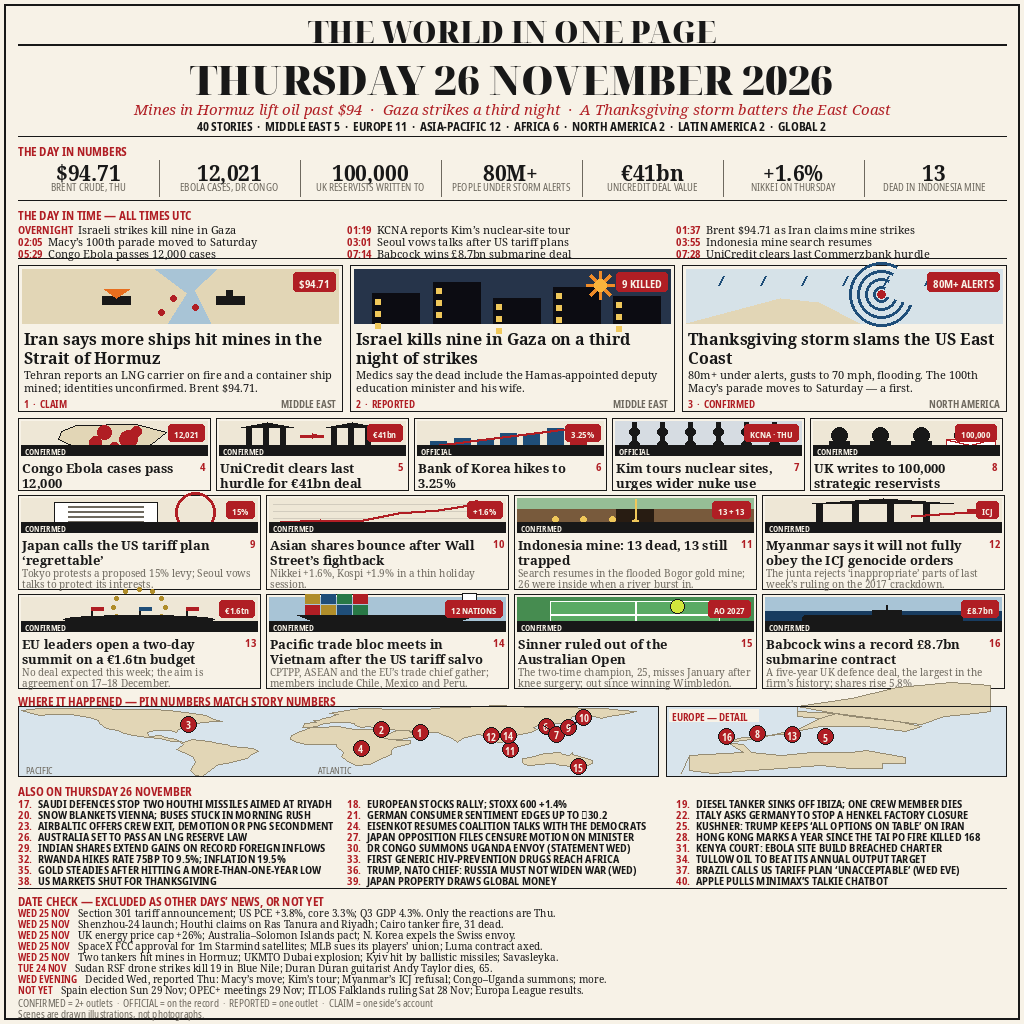 THE WORLD IN ONE PAGE
THURSDAY 26 NOVEMBER 2026
Mines in Hormuz lift oil past $94 · Gaza strikes a third night · A Thanksgiving storm batters the East Coast
40 STORIES · MIDDLE EAST 5 · EUROPE 11 · ASIA-PACIFIC 12 · AFRICA 6 · NORTH AMERICA 2 · LATIN AMERICA 2 · GLOBAL 2
THE DAY IN NUMBERS
$94.71
BRENT CRUDE, THU
12,021
EBOLA CASES, DR CONGO
100,000
UK RESERVISTS WRITTEN TO
80M+
PEOPLE UNDER STORM ALERTS
€41bn
UNICREDIT DEAL VALUE
+1.6%
NIKKEI ON THURSDAY
13
DEAD IN INDONESIA MINE
THE DAY IN TIME — ALL TIMES UTC
OVERNIGHT Israeli strikes kill nine in Gaza
01:19 KCNA reports Kim's nuclear-site tour
01:37 Brent $94.71 as Iran claims mine strikes
02:05 Macy's 100th parade moved to Saturday
03:01 Seoul vows talks after US tariff plans
03:55 Indonesia mine search resumes
05:29 Congo Ebola passes 12,000 cases
07:14 Babcock wins £8.7bn submarine deal
07:28 UniCredit clears last Commerzbank hurdle
$94.71
Iran says more ships hit mines in the
Strait of Hormuz
Tehran reports an LNG carrier on fire and a container ship
mined; identities unconfirmed. Brent $94.71.
1 · CLAIM
MIDDLE EAST
9 KILLED
Israel kills nine in Gaza on a third
night of strikes
Medics say the dead include the Hamas-appointed deputy
education minister and his wife.
2 · REPORTED
MIDDLE EAST
80M+ ALERTS
Thanksgiving storm slams the US East
Coast
80m+ under alerts, gusts to 70 mph, flooding. The 100th
Macy's parade moves to Saturday — a first.
3 · CONFIRMED
NORTH AMERICA
12,021
CONFIRMED
Congo Ebola cases pass
12,000
4
€41bn
CONFIRMED
UniCredit clears last
hurdle for €41bn deal
5
3.25%
OFFICIAL
Bank of Korea hikes to
3.25%
6
KCNA · THU
OFFICIAL
Kim tours nuclear sites,
urges wider nuke use
7
100,000
CONFIRMED
UK writes to 100,000
strategic reservists
8
15%
CONFIRMED
Japan calls the US tariff plan
‘regrettable’
9
Tokyo protests a proposed 15% levy; Seoul vows
talks to protect its interests.
+1.6%
CONFIRMED
Asian shares bounce after Wall
Street's fightback
10
Nikkei +1.6%, Kospi +1.9% in a thin holiday
session.
13 + 13
CONFIRMED
Indonesia mine: 13 dead, 13 still
trapped
11
Search resumes in the flooded Bogor gold mine;
26 were inside when a river burst in.
ICJ
CONFIRMED
Myanmar says it will not fully
obey the ICJ genocide orders
12
The junta rejects ‘inappropriate’ parts of last
week's ruling on the 2017 crackdown.
€1.6tn
CONFIRMED
EU leaders open a two-day
summit on a €1.6tn budget
13
No deal expected this week; the aim is
agreement on 17–18 December.
12 NATIONS
CONFIRMED
Pacific trade bloc meets in
Vietnam after the US tariff salvo
14
CPTPP, ASEAN and the EU's trade chief gather;
members include Chile, Mexico and Peru.
AO 2027
CONFIRMED
Sinner ruled out of the
Australian Open
15
The two-time champion, 25, misses January after
knee surgery; out since winning Wimbledon.
£8.7bn
CONFIRMED
Babcock wins a record £8.7bn
submarine contract
16
A five-year UK defence deal, the largest in the
firm's history; shares rise 5.8%.
WHERE IT HAPPENED — PIN NUMBERS MATCH STORY NUMBERS
3
2
1
4
12
14
11
6
7
9
10
15
PACIFIC
ATLANTIC
EUROPE — DETAIL
16
8
13
5
ALSO ON THURSDAY 26 NOVEMBER
17. SAUDI DEFENCES STOP TWO HOUTHI MISSILES AIMED AT RIYADH
18. EUROPEAN STOCKS RALLY; STOXX 600 +1.4%
19. DIESEL TANKER SINKS OFF IBIZA; ONE CREW MEMBER DIES
20. SNOW BLANKETS VIENNA; BUSES STUCK IN MORNING RUSH
21. GERMAN CONSUMER SENTIMENT EDGES UP TO 30.2
22. ITALY ASKS GERMANY TO STOP A HENKEL FACTORY CLOSURE
23. AIRBALTIC OFFERS CREW EXIT, DEMOTION OR PNG SECONDMENT
24. EISENKOT RESUMES COALITION TALKS WITH THE DEMOCRATS
25. KUSHNER: TRUMP KEEPS ‘ALL OPTIONS ON TABLE’ ON IRAN
26. AUSTRALIA SET TO PASS AN LNG RESERVE LAW
27. JAPAN OPPOSITION FILES CENSURE MOTION ON MINISTER
28. HONG KONG MARKS A YEAR SINCE THE TAI PO FIRE KILLED 168
29. INDIAN SHARES EXTEND GAINS ON RECORD FOREIGN INFLOWS
30. DR CONGO SUMMONS UGANDA ENVOY (STATEMENT WED)
31. KENYA COURT: EBOLA SITE BUILD BREACHED CHARTER
32. RWANDA HIKES RATE 75BP TO 9.5%; INFLATION 19.5%
33. FIRST GENERIC HIV-PREVENTION DRUGS REACH AFRICA
34. TULLOW OIL TO BEAT ITS ANNUAL OUTPUT TARGET
35. GOLD STEADIES AFTER HITTING A MORE-THAN-ONE-YEAR LOW
36. TRUMP, NATO CHIEF: RUSSIA MUST NOT WIDEN WAR (WED)
37. BRAZIL CALLS US TARIFF PLAN ‘UNACCEPTABLE’ (WED EVE)
38. US MARKETS SHUT FOR THANKSGIVING
39. JAPAN PROPERTY DRAWS GLOBAL MONEY
40. APPLE PULLS MINIMAX'S TALKIE CHATBOT
DATE CHECK — EXCLUDED AS OTHER DAYS' NEWS, OR NOT YET
WED 25 NOV Section 301 tariff announcement; US PCE +3.8%, core 3.3%; Q3 GDP 4.3%. Only the reactions are Thu.
WED 25 NOV Shenzhou-24 launch; Houthi claims on Ras Tanura and Riyadh; Cairo tanker fire, 31 dead.
WED 25 NOV UK energy price cap +26%; Australia–Solomon Islands pact; N. Korea expels the Swiss envoy.
WED 25 NOV SpaceX FCC approval for 1m Starmind satellites; MLB sues its players' union; Luma contract axed.
WED 25 NOV Two tankers hit mines in Hormuz; UKMTO Dubai explosion; Kyiv hit by ballistic missiles; Savasleyka.
TUE 24 NOV Sudan RSF drone strikes kill 19 in Blue Nile; Duran Duran guitarist Andy Taylor dies, 65.
WED EVENING Decided Wed, reported Thu: Macy's move; Kim's tour; Myanmar's ICJ refusal; Congo–Uganda summons; more.
NOT YET Spain election Sun 29 Nov; OPEC+ meetings 29 Nov; ITLOS Falklands ruling Sat 28 Nov; Europa League results.
CONFIRMED = 2+ outlets · OFFICIAL = on the record · REPORTED = one outlet · CLAIM = one side's account
Scenes are drawn illustrations, not photographs.